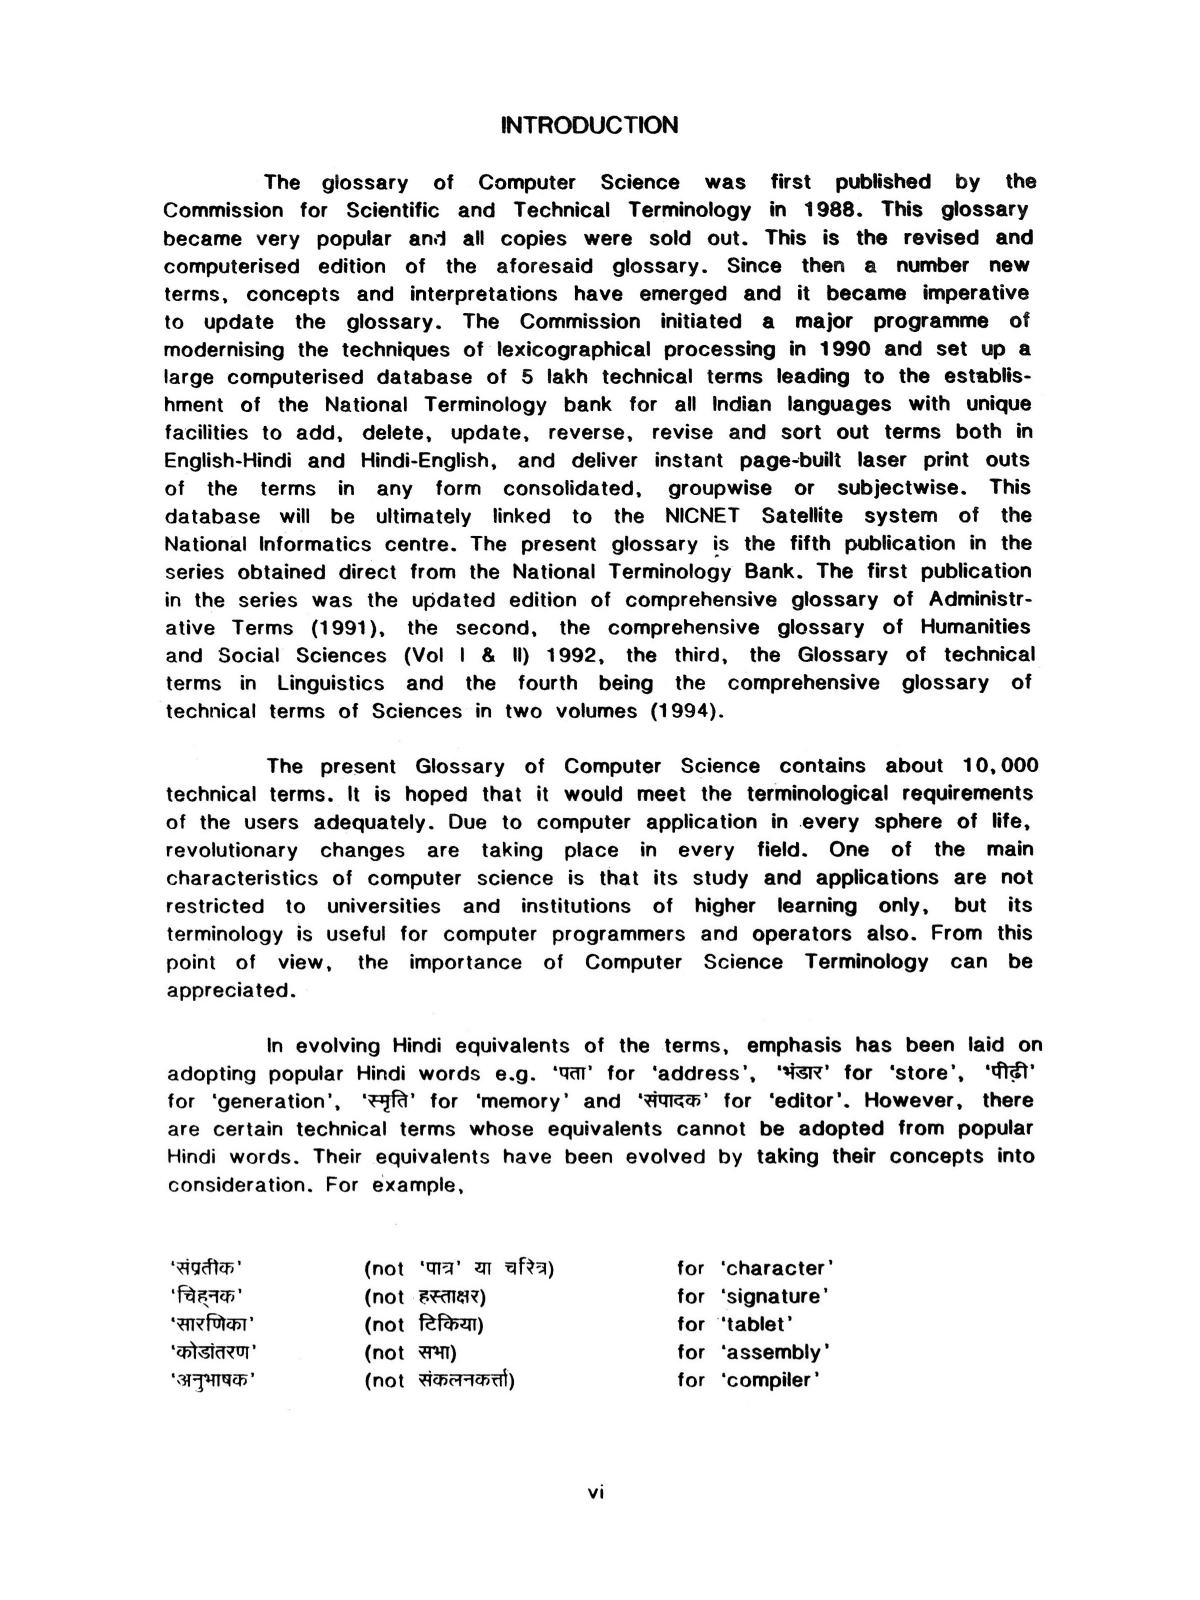 INTRODUCTION
The glossary of Computer Science was first published by the
Commission for Scientific and Technical Terminology in 1988. This glossary
became very popular and all copies were sold out. This is the revised and
computerised edition of the aforesaid glossary. Since then a number new
terms, concepts and interpretations have emerged and it became imperative
to update the glossary. The Commission initiated a major programme of
modernising the techniques of lexicographical processing in 1990 and set up a
large computerised database of 5 lakh technical terms leading to the establis-
hment of the National Terminology bank for all Indian languages with unique
facilities to add, delete, update, reverse, revise and sort out terms both in
English-Hindi and Hindi-English, and deliver instant page-built laser print outs
of the terms in any form consolidated, groupwise or subjectwise. This
database will be ultimately linked to the NICNET Satellite system of the
National Informatics centre. The present glossary is the fifth publication in the
series obtained direct from the National Terminology Bank. The first publication
in the series was the updated edition of comprehensive glossary of Administr-
ative Terms (1991), the second, the comprehensive glossary of Humanities
and Social Sciences (Vol I & II) 1992, the third, the Glossary of technical
terms in Linguistics and the fourth being the comprehensive glossary of
technical terms of Sciences in two volumes (1994).
The present Glossary of Computer Science contains about 10,000
technical terms. It is hoped that it would meet the terminological requirements
of the users adequately. Due to computer application in every sphere of life,
revolutionary changes are taking place in every field. One of the main
characteristics of computer science is that its study and applications are not
restricted to universities and institutions of higher learning only, but its
terminology is useful for computer programmers and operators also. From this
point of view, the importance of Computer Science Terminology can be
appreciated.
In evolving Hindi equivalents of the terms, emphasis has been laid on
adopting popular Hindi words e.g. 'पता' for 'address', 'भंडार' for 'store', 'पीढ़ी'
for 'generation', 'स्मृति' for 'memory' and 'संपादक' for 'editor'. However, there
are certain technical terms whose equivalents cannot be adopted from popular
Hindi words. Their equivalents have been evolved by taking their concepts into
consideration. For example,
'संप्रतीक' (not 'पात्र' या चरित्र) for 'character'
'चिह्नक' (not हस्ताक्षर) for 'signature'
'सारणिका' (not टिकिया) for 'tablet'
'कोडांतरण' (not सभा) for 'assembly'
'अनुभाषक' (not संकलनकर्त्ता) for 'compiler'
vi